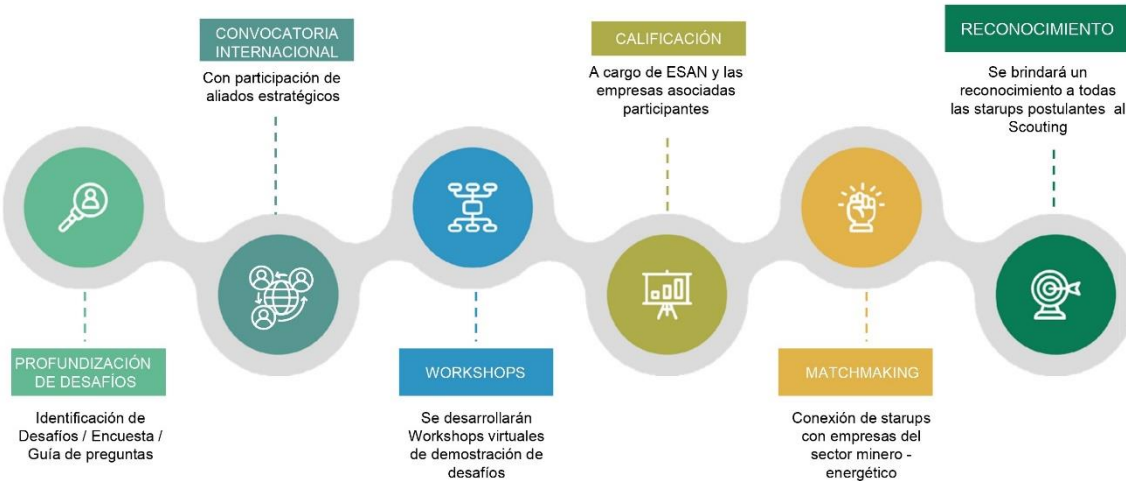 PROFUNDIZACIÓN
DE DESAFÍOS
Identificación de
Desafíos / Encuesta /
Guía de preguntas
CONVOCATORIA
INTERNACIONAL
Con participación de
aliados estratégicos
WORKSHOPS
Se desarrollarán
Workshops virtuales
de demostración de
desafíos
CALIFICACIÓN
A cargo de ESAN y las
empresas asociadas
participantes
MATCHMAKING
Conexión de starups
con empresas del
sector minero -
energético
RECONOCIMIENTO
Se brindará un
reconocimiento a todas
las starups postulantes al
Scouting